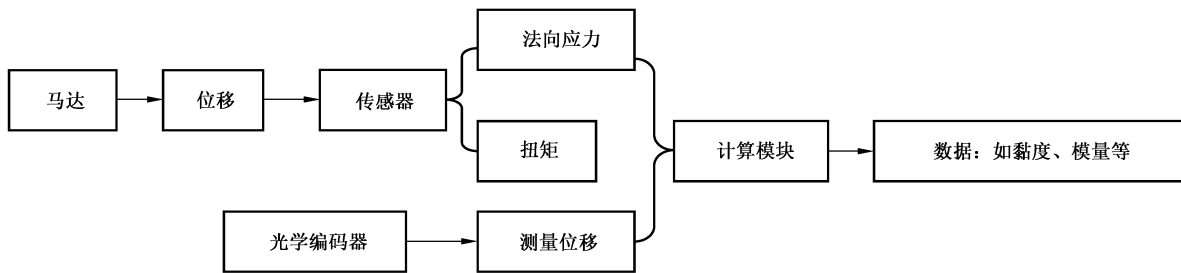 法向应力
马达
位移
传感器
扭矩
计算模块
数据：如黏度、模量等
光学编码器
测量位移